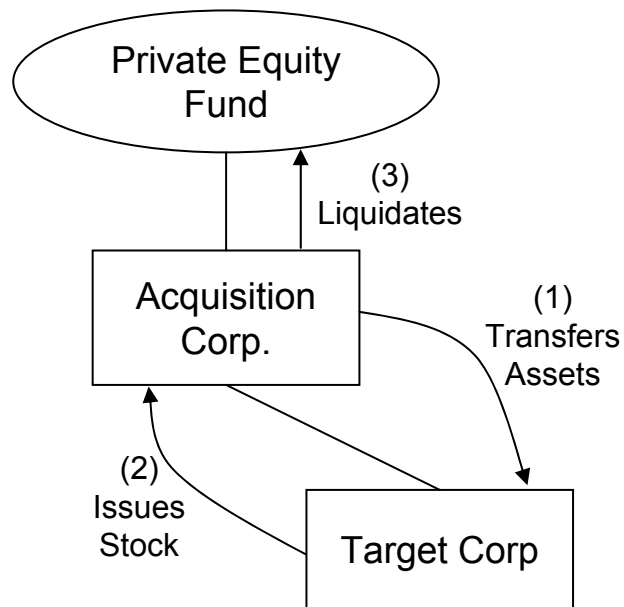 Private Equity
Fund
(3)
Liquidates
Acquisition
Corp.
(1)
Transfers
Assets
(2)
Issues
Stock
Target Corp